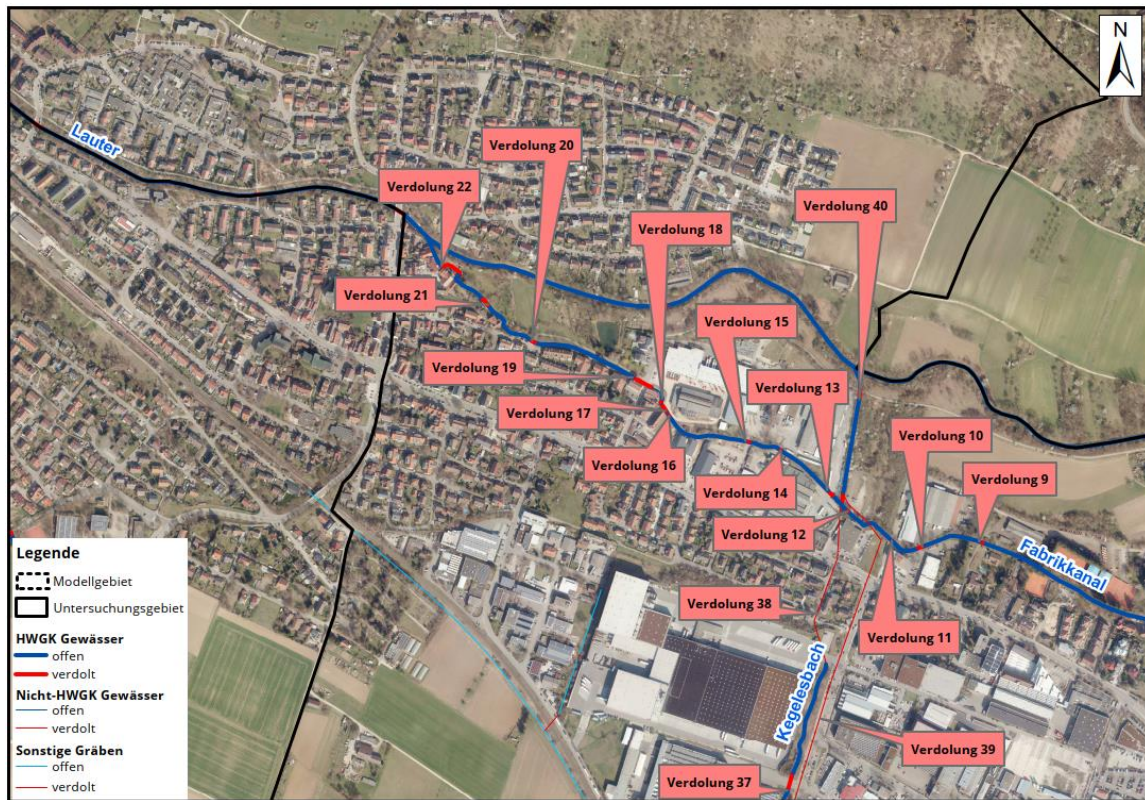 N
Lauter
Verdolung 20
Verdolung 22
Verdolung 40
Verdolung 18
Verdolung 21
Verdolung 15
Verdolung 19
Verdolung 13
Verdolung 17
Verdolung 10
Verdolung 9
Verdolung 16
Verdolung 14
Verdolung 12
Fabrikkanal
Verdolung 38
Verdolung 11
Kegelesbach
Verdolung 39
Verdolung 37
Legende
Modellgebiet
Untersuchungsgebiet
HWGK Gewässer
offen
verdolt
Nicht-HWGK Gewässer
offen
verdolt
Sonstige Gräben
offen
verdolt